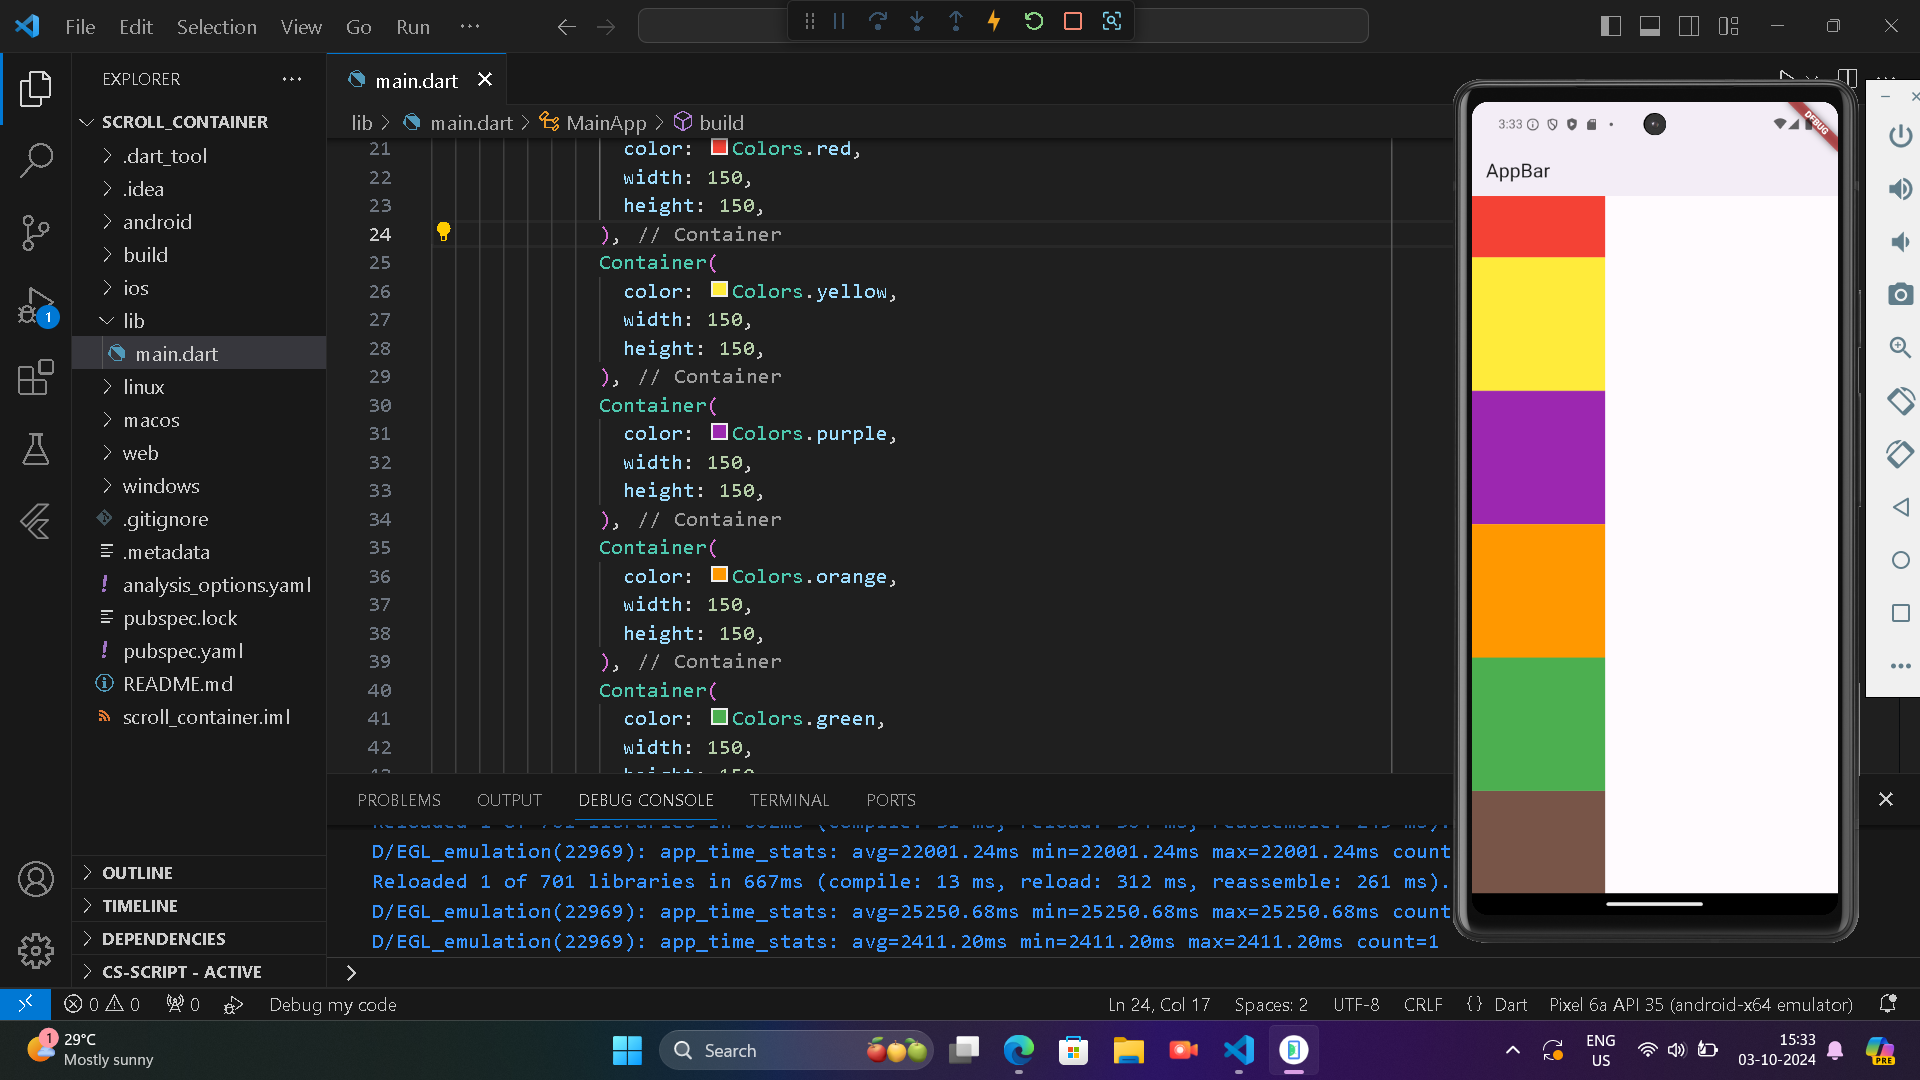 File Edit Selection View Go Run ···
EXPLORER ···
main.dart
SCROLL_CONTAINER
.dart_tool
.idea
android
build
ios
lib
main.dart
linux
macos
web
windows
.gitignore
.metadata
analysis_options.yaml
pubspec.lock
pubspec.yaml
README.md
scroll_container.iml
OUTLINE
TIMELINE
DEPENDENCIES
CS-SCRIPT - ACTIVE
1
lib > main.dart > MainApp > build
21 color: Colors.red,
22 width: 150,
23 height: 150,
24 ), // Container
25 Container(
26 color: Colors.yellow,
27 width: 150,
28 height: 150,
29 ), // Container
30 Container(
31 color: Colors.purple,
32 width: 150,
33 height: 150,
34 ), // Container
35 Container(
36 color: Colors.orange,
37 width: 150,
38 height: 150,
39 ), // Container
40 Container(
41 color: Colors.green,
42 width: 150,
PROBLEMS OUTPUT DEBUG CONSOLE TERMINAL PORTS
D/EGL_emulation(22969): app_time_stats: avg=22001.24ms min=22001.24ms max=22001.24ms count
Reloaded 1 of 701 libraries in 667ms (compile: 13 ms, reload: 312 ms, reassemble: 261 ms).
D/EGL_emulation(22969): app_time_stats: avg=25250.68ms min=25250.68ms max=25250.68ms count
D/EGL_emulation(22969): app_time_stats: avg=2411.20ms min=2411.20ms max=2411.20ms count=1
>
3:33
DEBUG
AppBar
0 0 0 Debug my code
Ln 24, Col 17 Spaces: 2 UTF-8 CRLF {} Dart Pixel 6a API 35 (android-x64 emulator)
1
29°C
Mostly sunny
Search
ENG
US
15:33
03-10-2024
PRE